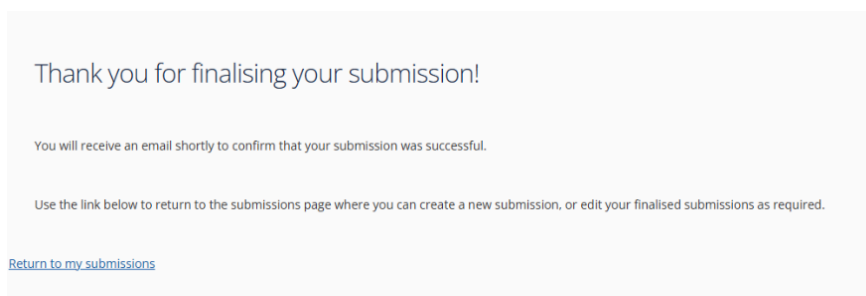 Thank you for finalising your submission!
You will receive an email shortly to confirm that your submission was successful.
Use the link below to return to the submissions page where you can create a new submission, or edit your finalised submissions as required.
Return to my submissions